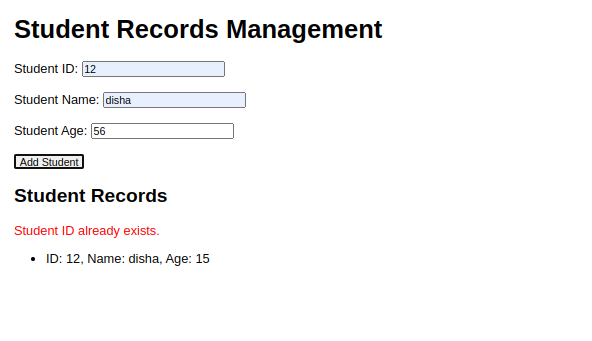 Student Records Management
Student ID: 12
Student Name: disha
Student Age: 56
Add Student
Student Records
Student ID already exists.
ID: 12, Name: disha, Age: 15